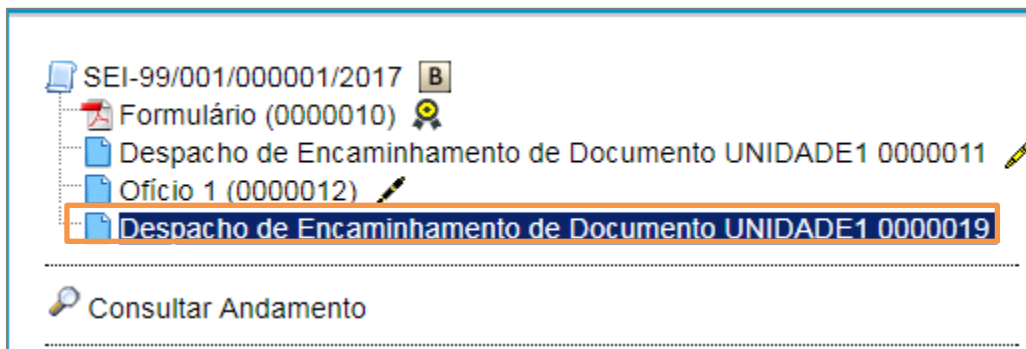 SEI-99/001/000001/2017 B
Formulário (0000010)
Despacho de Encaminhamento de Documento UNIDADE1 0000011
Ofício 1 (0000012)
Despacho de Encaminhamento de Documento UNIDADE1 0000019
Consultar Andamento